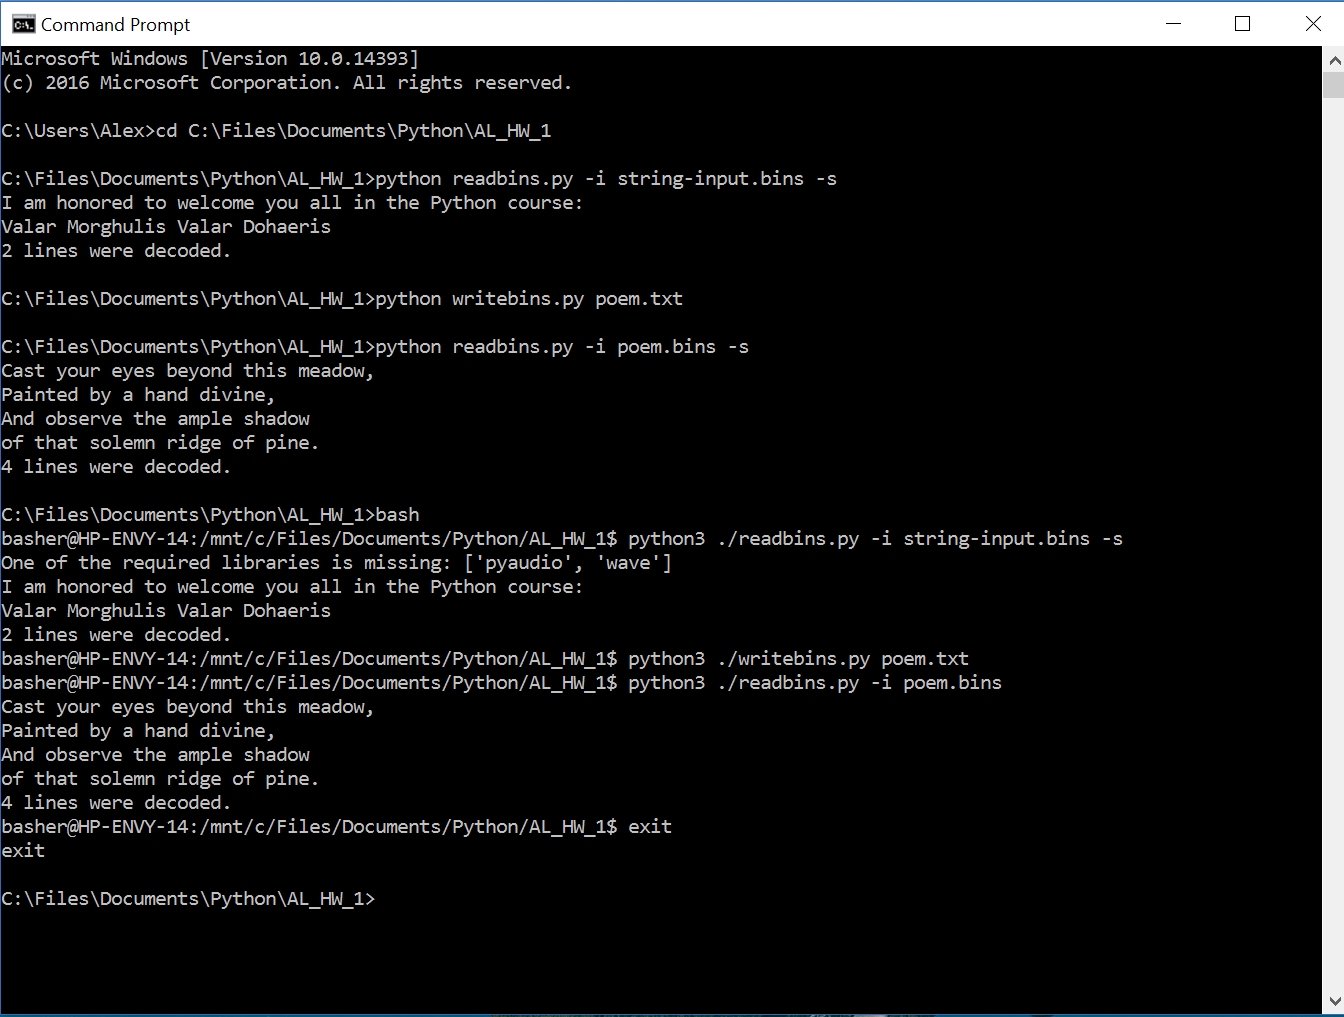 Command Prompt
Microsoft Windows [Version 10.0.14393]
(c) 2016 Microsoft Corporation. All rights reserved.
C:\Users\Alex>cd C:\Files\Documents\Python\AL_HW_1
C:\Files\Documents\Python\AL_HW_1>python readbins.py -i string-input.bins -s
I am honored to welcome you all in the Python course:
Valar Morghulis Valar Dohaeris
2 lines were decoded.
C:\Files\Documents\Python\AL_HW_1>python writebins.py poem.txt
C:\Files\Documents\Python\AL_HW_1>python readbins.py -i poem.bins -s
Cast your eyes beyond this meadow,
Painted by a hand divine,
And observe the ample shadow
of that solemn ridge of pine.
4 lines were decoded.
C:\Files\Documents\Python\AL_HW_1>bash
basher@HP-ENVY-14:/mnt/c/Files/Documents/Python/AL_HW_1$ python3 ./readbins.py -i string-input.bins -s
One of the required libraries is missing: ['pyaudio', 'wave']
I am honored to welcome you all in the Python course:
Valar Morghulis Valar Dohaeris
2 lines were decoded.
basher@HP-ENVY-14:/mnt/c/Files/Documents/Python/AL_HW_1$ python3 ./writebins.py poem.txt
basher@HP-ENVY-14:/mnt/c/Files/Documents/Python/AL_HW_1$ python3 ./readbins.py -i poem.bins
Cast your eyes beyond this meadow,
Painted by a hand divine,
And observe the ample shadow
of that solemn ridge of pine.
4 lines were decoded.
basher@HP-ENVY-14:/mnt/c/Files/Documents/Python/AL_HW_1$ exit
exit
C:\Files\Documents\Python\AL_HW_1>